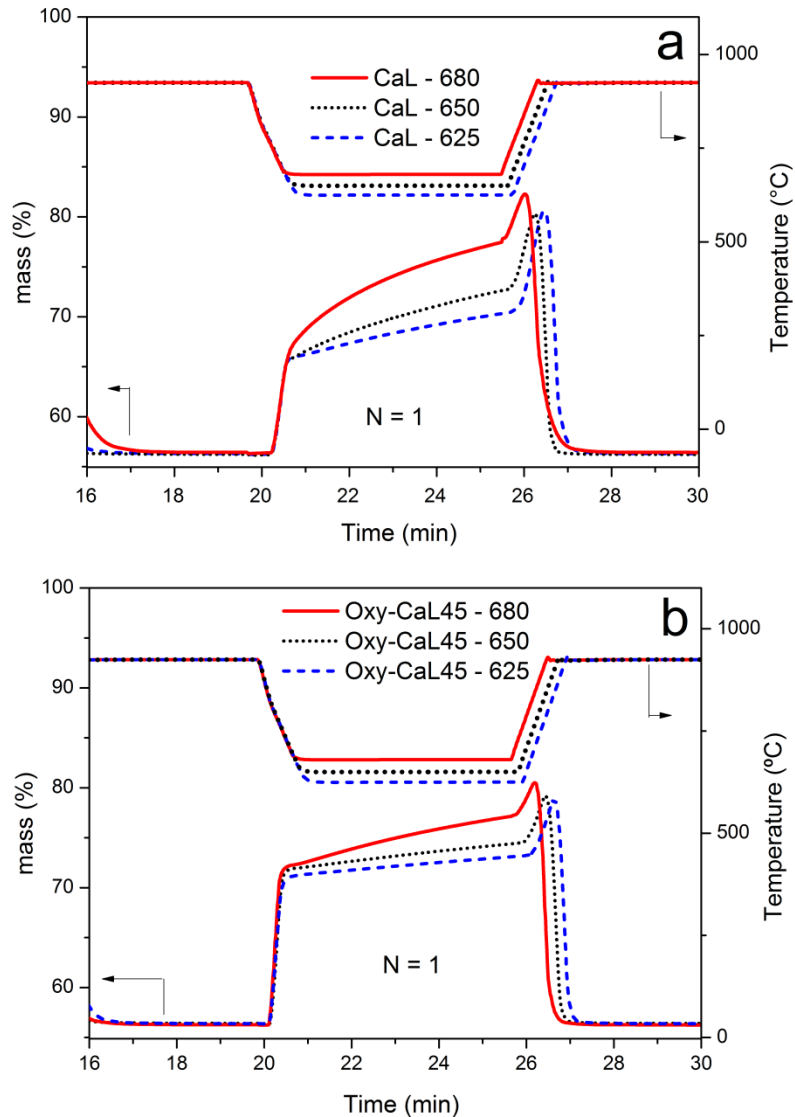 100
a
1000
CaL - 680
CaL - 650
CaL - 625
90
80
70
60
500
0
mass (%)
Temperature (°C)
N = 1
16 18 20 22 24 26 28 30
Time (min)
100
b
1000
Oxy-CaL45 - 680
Oxy-CaL45 - 650
Oxy-CaL45 - 625
90
80
70
60
500
0
mass (%)
Temperature (ºC)
N = 1
16 18 20 22 24 26 28 30
Time (min)